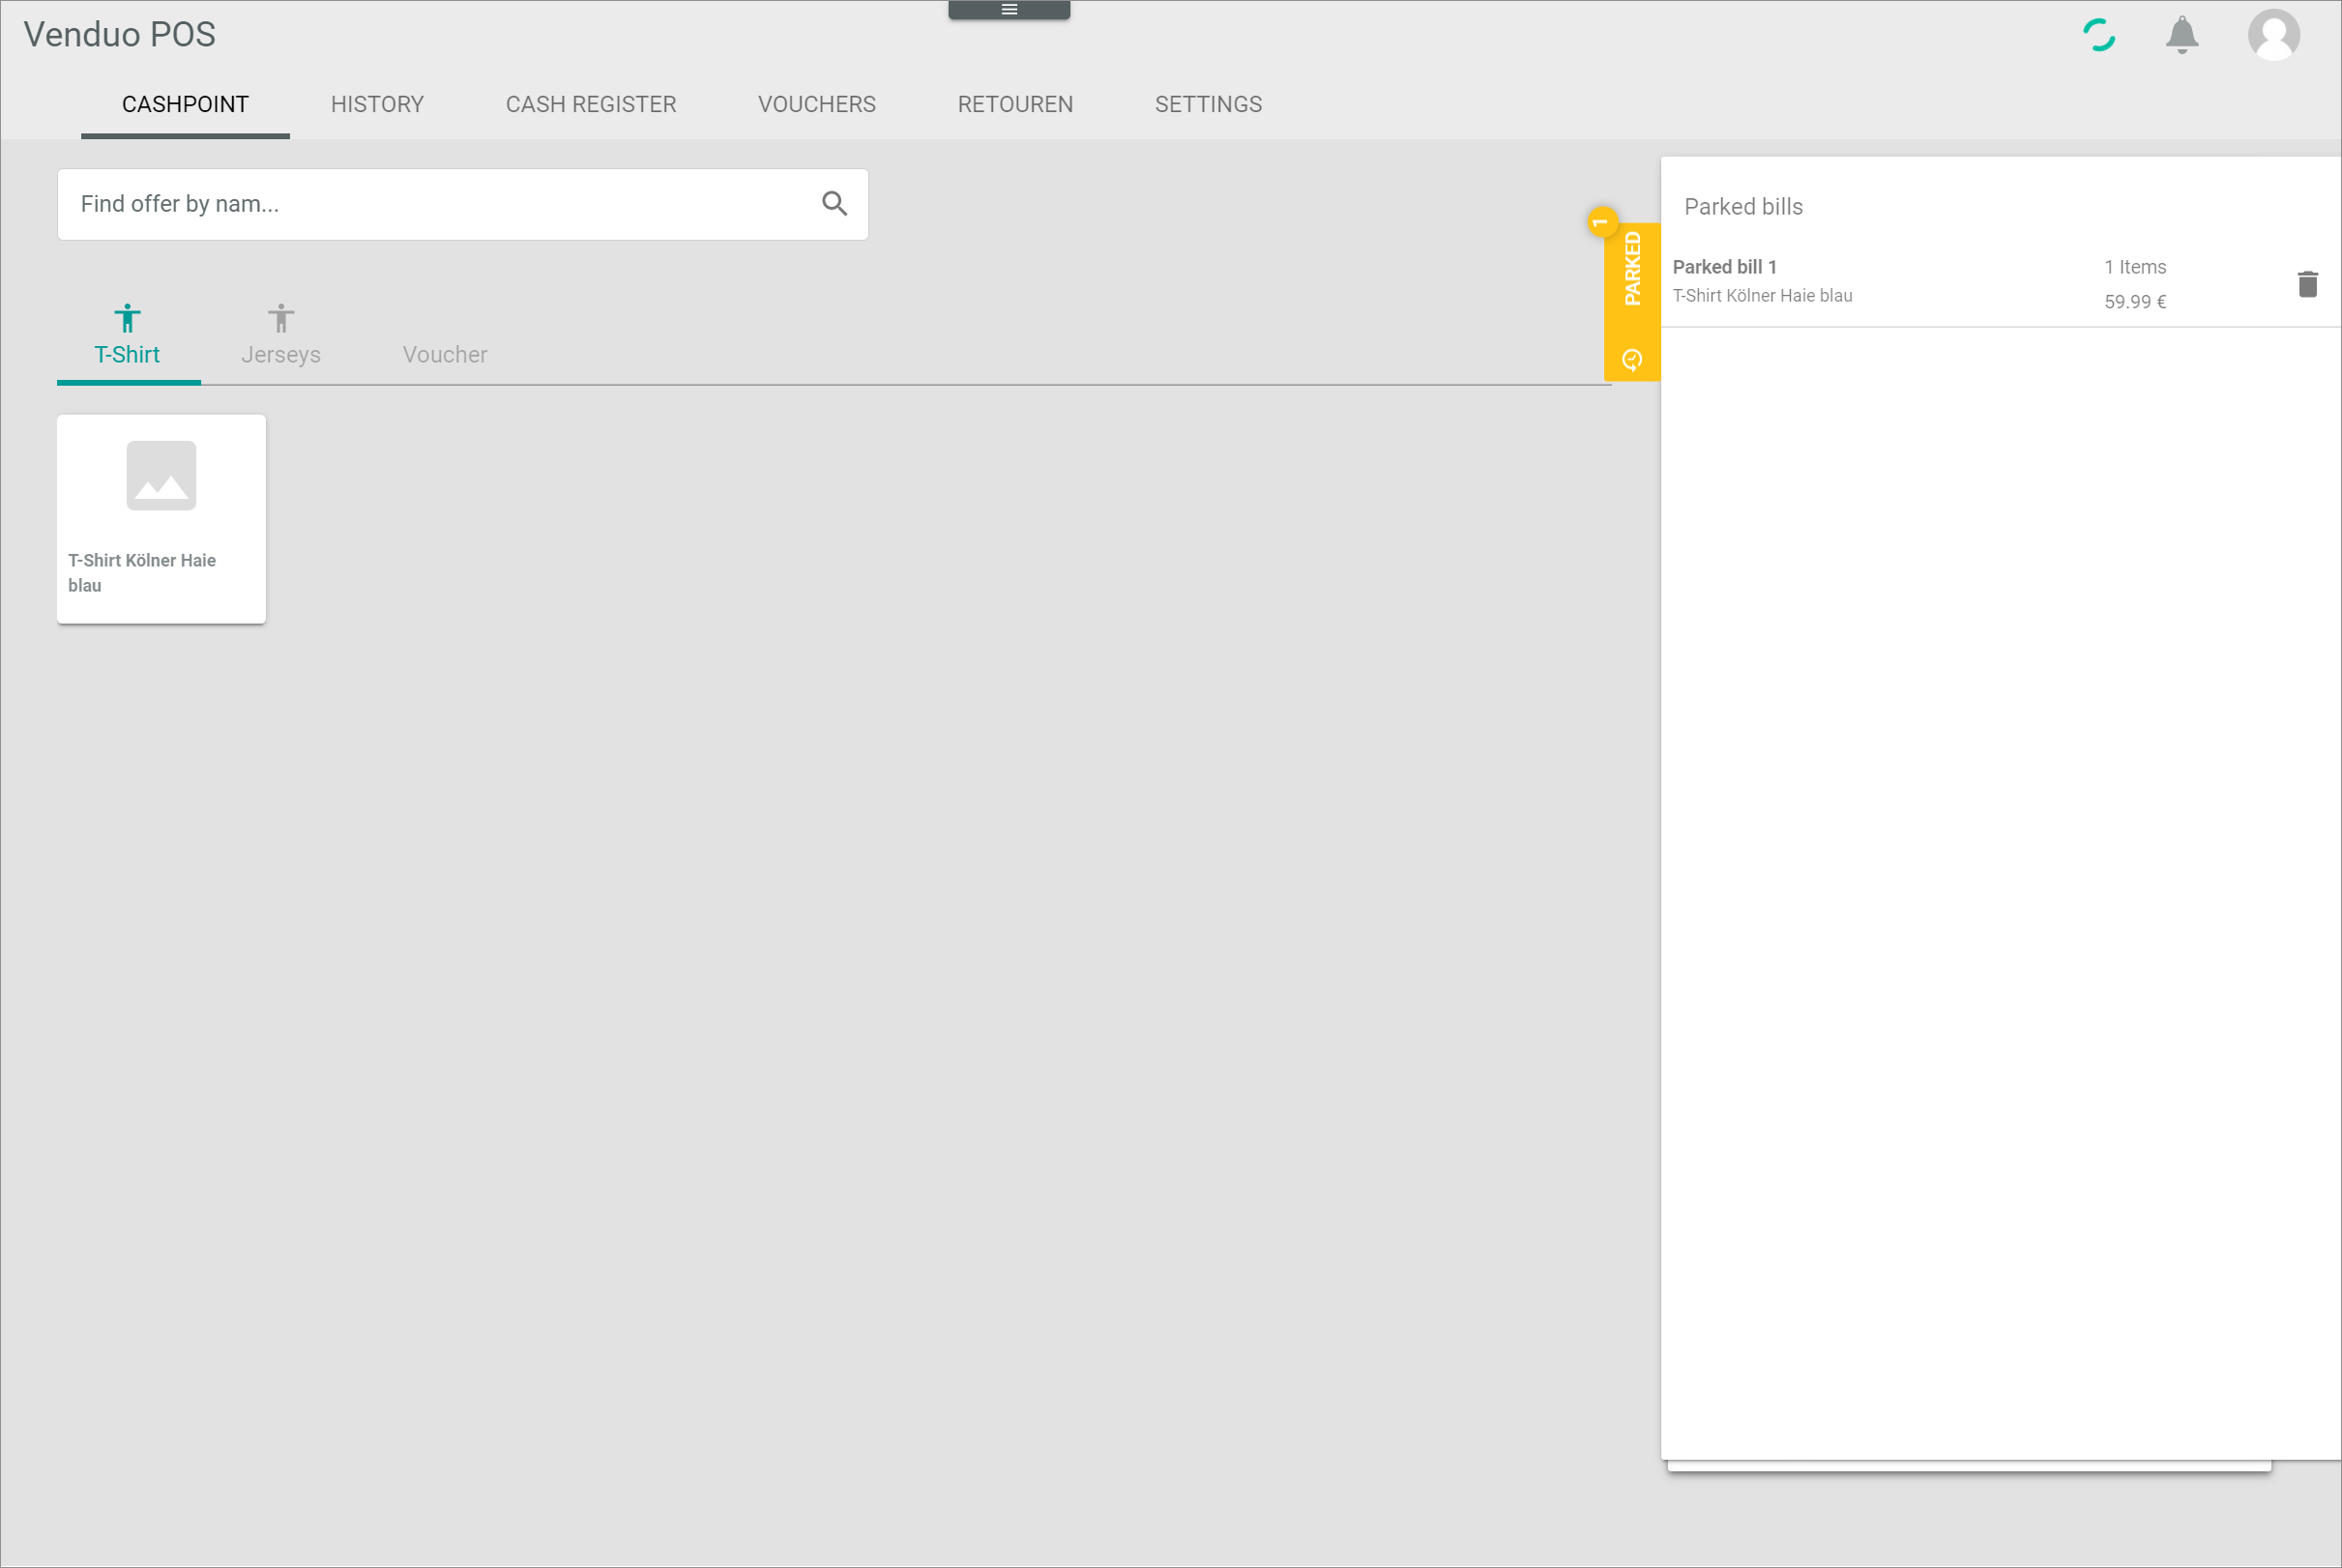 Venduo POS
CASHPOINT HISTORY CASH REGISTER VOUCHERS RETOUREN SETTINGS
Find offer by nam...
T-Shirt Jerseys Voucher
T-Shirt Kölner Haie
blau
1
PARKED
Parked bills
Parked bill 1 1 Items
T-Shirt Kölner Haie blau 59.99 €